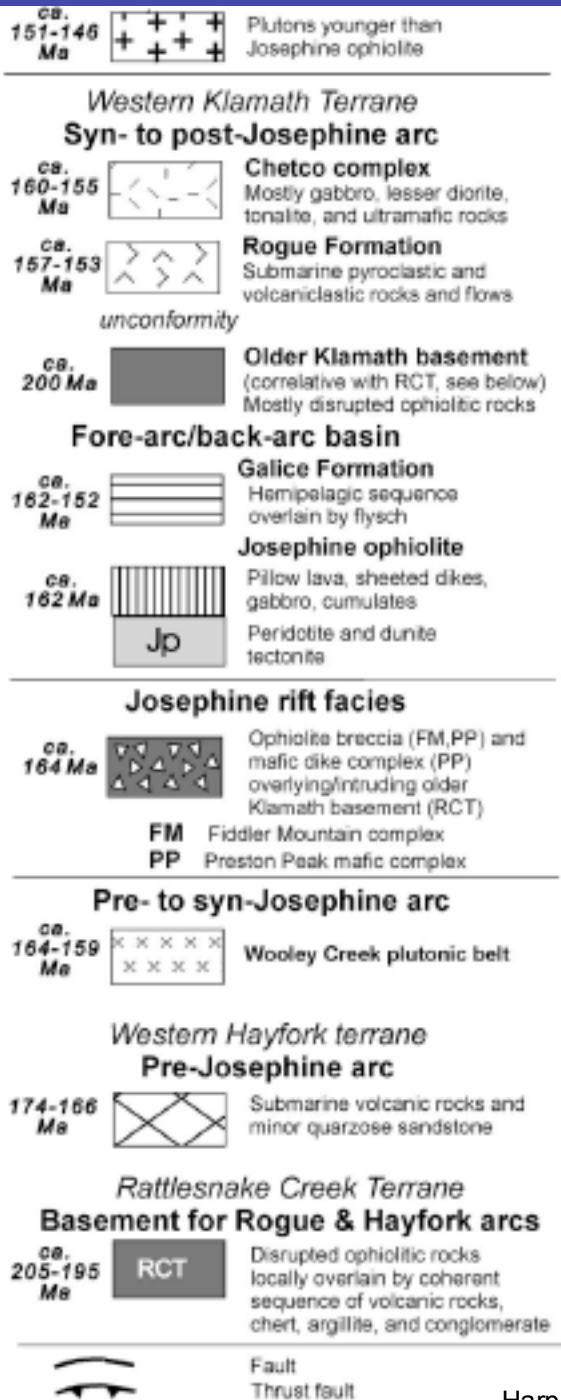 ca.
151-146
Ma
Plutons younger than
Josephine ophiolite
Western Klamath Terrane
Syn- to post-Josephine arc
ca.
160-155
Ma
Chetco complex
Mostly gabbro, lesser diorite,
tonalite, and ultramafic rocks
ca.
157-153
Ma
Rogue Formation
Submarine pyroclastic and
volcaniclastic rocks and flows
unconformity
ca.
200 Ma
Older Klamath basement
(correlative with RCT, see below)
Mostly disrupted ophiolitic rocks
Fore-arc/back-arc basin
ca.
162-152
Ma
Galice Formation
Hemipelagic sequence
overlain by flysch
Josephine ophiolite
ca.
162 Ma
Pillow lava, sheeted dikes,
gabbro, cumulates
Jp
Peridotite and dunite
tectonite
Josephine rift facies
ca.
164 Ma
Ophiolite breccia (FM,PP) and
mafic dike complex (PP)
overlying/intruding older
Klamath basement (RCT)
FM Fiddler Mountain complex
PP Preston Peak mafic complex
Pre- to syn-Josephine arc
ca.
164-159
Ma
Wooley Creek plutonic belt
Western Hayfork terrane
Pre-Josephine arc
174-166
Ma
Submarine volcanic rocks and
minor quarzose sandstone
Rattlesnake Creek Terrane
Basement for Rogue & Hayfork arcs
ca.
205-195
Ma
RCT
Disrupted ophiolitic rocks
locally overlain by coherent
sequence of volcanic rocks,
chert, argillite, and conglomerate
Fault
Thrust fault
Harp